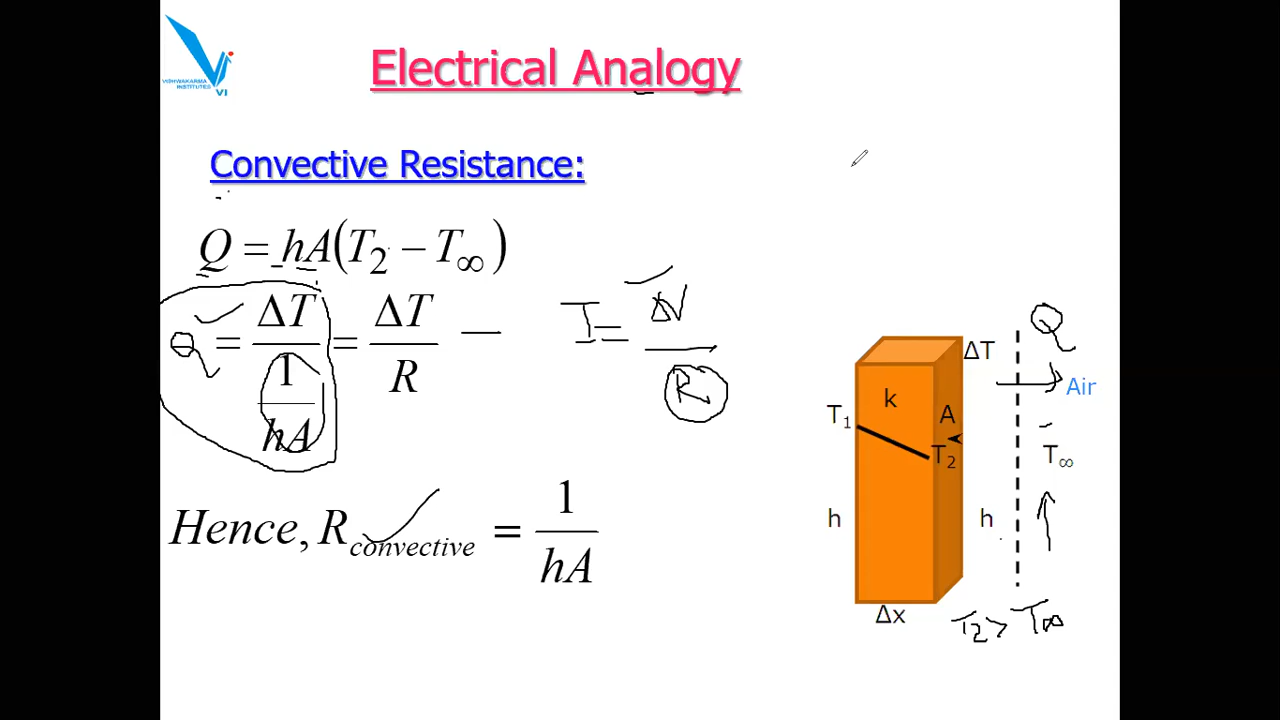 VISHWAKARMA
INSTITUTES
VI
Electrical Analogy
Convective Resistance:
Q = hA(T₂ − T∞)
Q = ΔT / (1 / hA) = ΔT / R
I = ΔV / R
Hence, R convective = 1 / hA
Q
ΔT
Air
k
T₁
A
T₂
T∞
h
h
Δx
T₂ > T∞